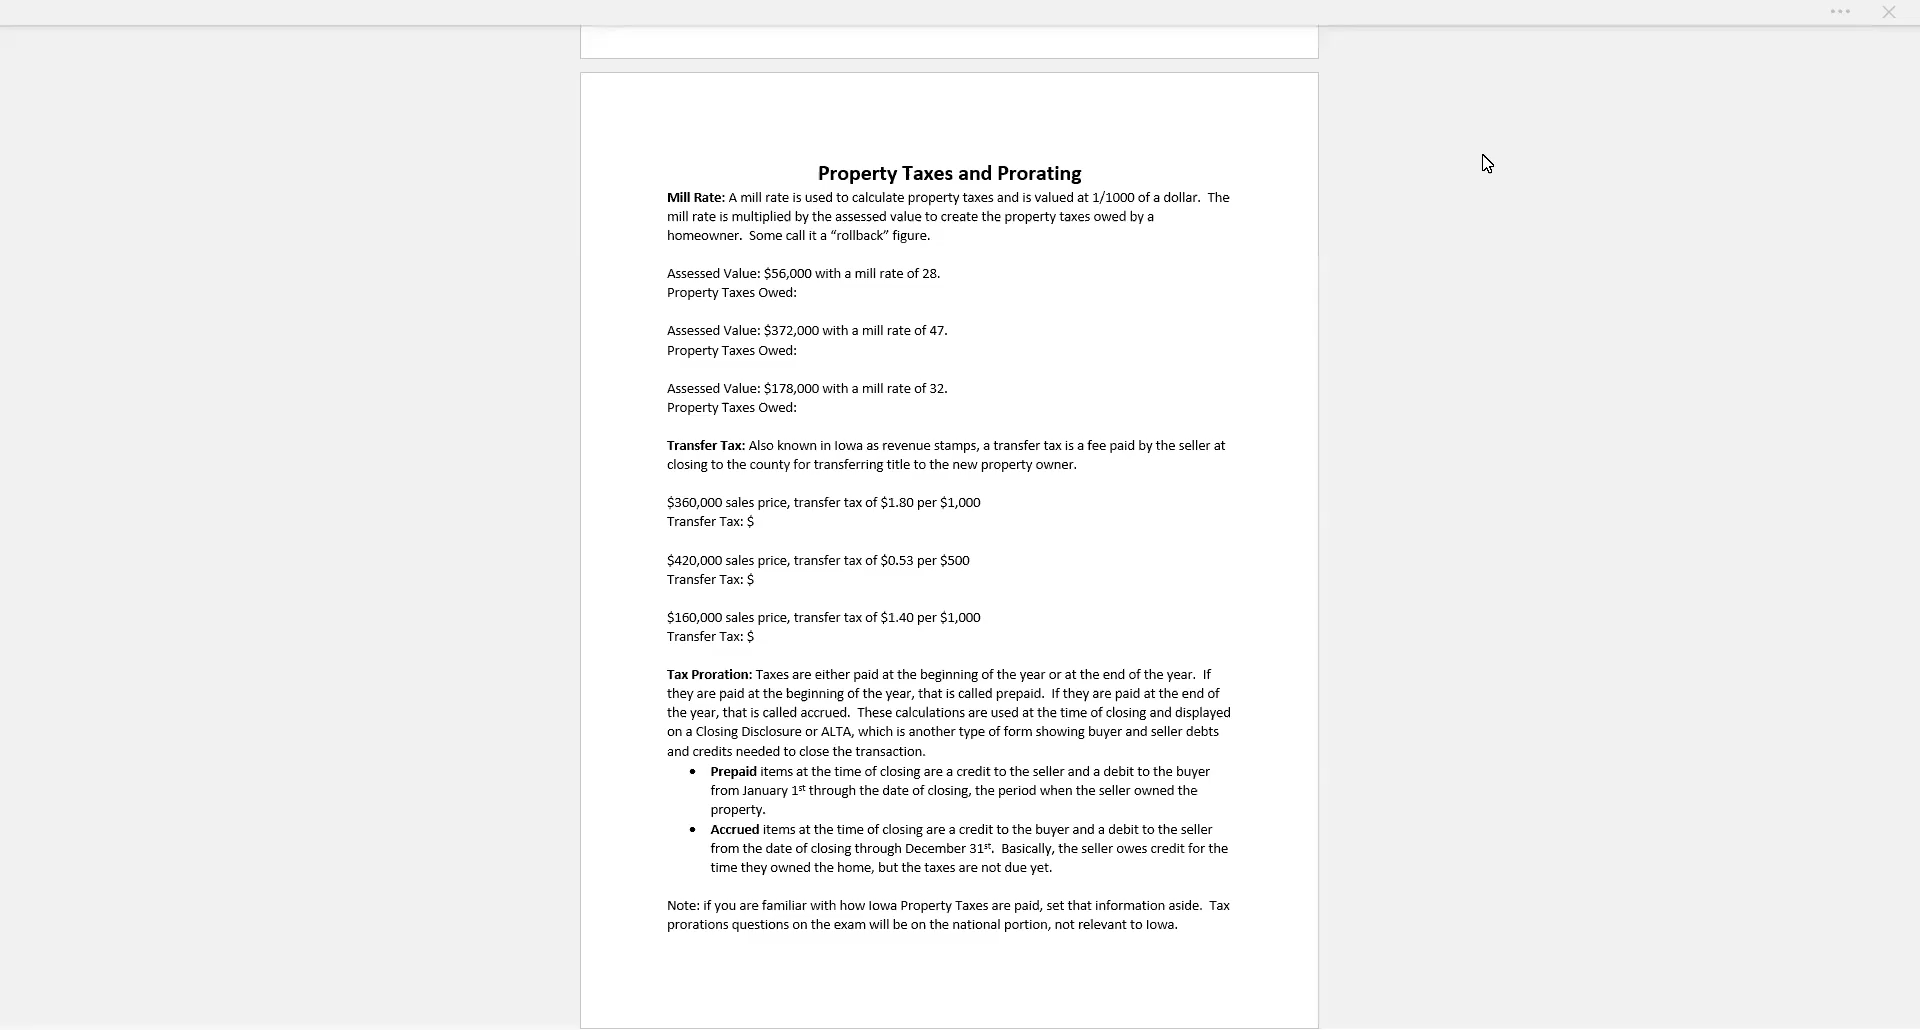 Property Taxes and Prorating
Mill Rate: A mill rate is used to calculate property taxes and is valued at 1/1000 of a dollar.  The
mill rate is multiplied by the assessed value to create the property taxes owed by a
homeowner.  Some call it a “rollback” figure.
Assessed Value: $56,000 with a mill rate of 28.
Property Taxes Owed:
Assessed Value: $372,000 with a mill rate of 47.
Property Taxes Owed:
Assessed Value: $178,000 with a mill rate of 32.
Property Taxes Owed:
Transfer Tax: Also known in Iowa as revenue stamps, a transfer tax is a fee paid by the seller at
closing to the county for transferring title to the new property owner.
$360,000 sales price, transfer tax of $1.80 per $1,000
Transfer Tax: $
$420,000 sales price, transfer tax of $0.53 per $500
Transfer Tax: $
$160,000 sales price, transfer tax of $1.40 per $1,000
Transfer Tax: $
Tax Proration: Taxes are either paid at the beginning of the year or at the end of the year.  If
they are paid at the beginning of the year, that is called prepaid.  If they are paid at the end of
the year, that is called accrued.  These calculations are used at the time of closing and displayed
on a Closing Disclosure or ALTA, which is another type of form showing buyer and seller debts
and credits needed to close the transaction.
• Prepaid items at the time of closing are a credit to the seller and a debit to the buyer
from January 1st through the date of closing, the period when the seller owned the
property.
• Accrued items at the time of closing are a credit to the buyer and a debit to the seller
from the date of closing through December 31st.  Basically, the seller owes credit for the
time they owned the home, but the taxes are not due yet.
Note: if you are familiar with how Iowa Property Taxes are paid, set that information aside.  Tax
prorations questions on the exam will be on the national portion, not relevant to Iowa.